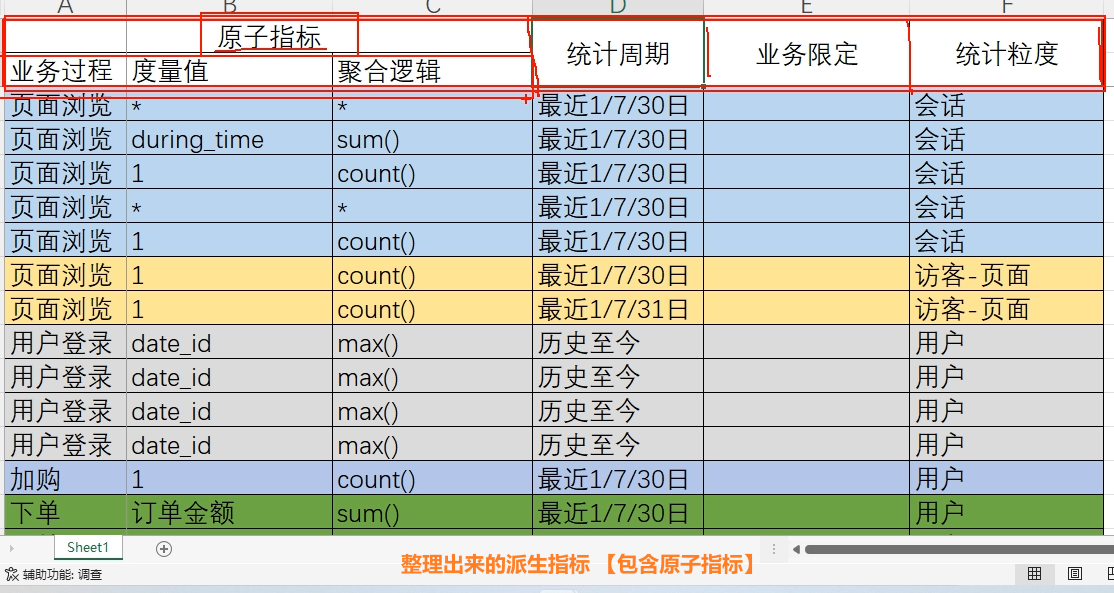 A B C D E F
原子指标 统计周期 业务限定 统计粒度
业务过程 度量值 聚合逻辑
页面浏览 * * 最近1/7/30日 会话
页面浏览 during_time sum() 最近1/7/30日 会话
页面浏览 1 count() 最近1/7/30日 会话
页面浏览 * * 最近1/7/30日 会话
页面浏览 1 count() 最近1/7/30日 会话
页面浏览 1 count() 最近1/7/30日 访客-页面
页面浏览 1 count() 最近1/7/31日 访客-页面
用户登录 date_id max() 历史至今 用户
用户登录 date_id max() 历史至今 用户
用户登录 date_id max() 历史至今 用户
用户登录 date_id max() 历史至今 用户
加购 1 count() 最近1/7/30日 用户
下单 订单金额 sum() 最近1/7/30日 用户
Sheet1
整理出来的派生指标 【包含原子指标】
辅助功能: 调查